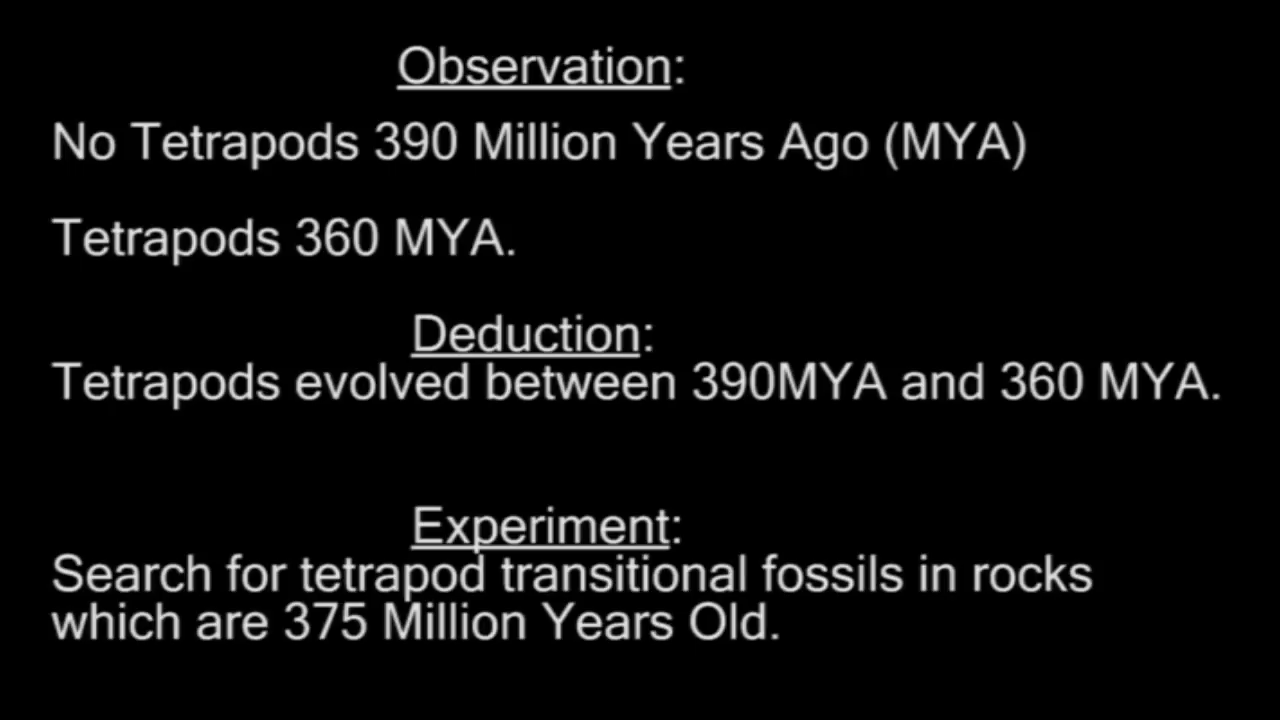 Observation:
No Tetrapods 390 Million Years Ago (MYA)
Tetrapods 360 MYA.
Deduction:
Tetrapods evolved between 390MYA and 360 MYA.
Experiment:
Search for tetrapod transitional fossils in rocks
which are 375 Million Years Old.